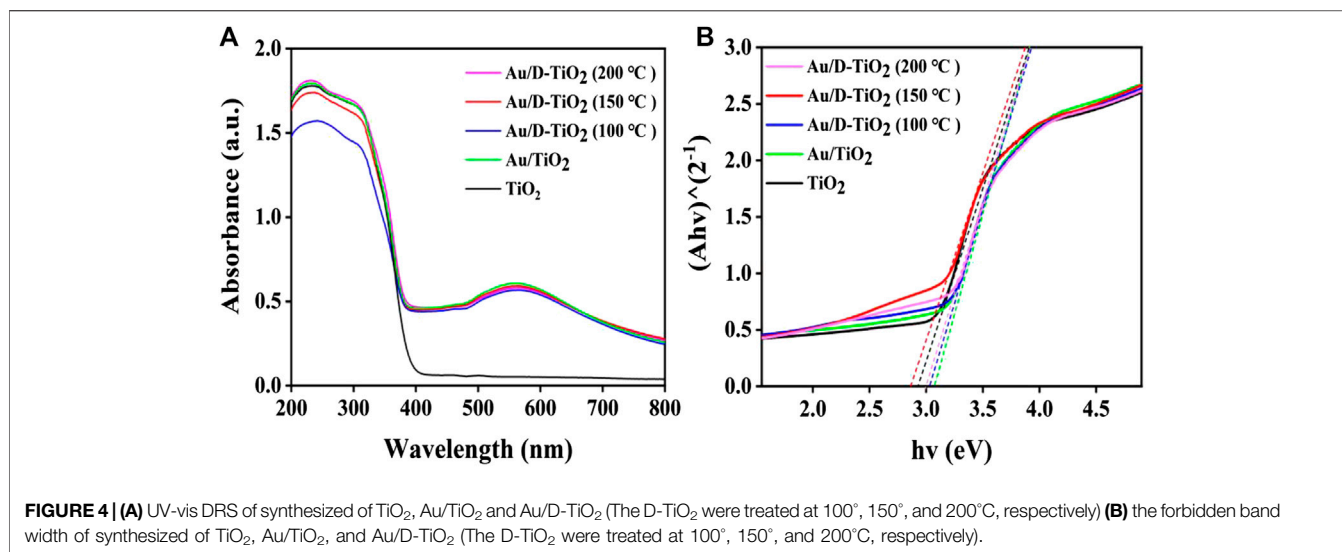 A
2.0
1.5
1.0
0.5
0.0
Absorbance (a.u.)
Au/D-TiO₂ (200 ℃ )
Au/D-TiO₂ (150 ℃ )
Au/D-TiO₂ (100 ℃ )
Au/TiO₂
TiO₂
200 300 400 500 600 700 800
Wavelength (nm)
B
3.0
2.5
2.0
1.5
1.0
0.5
0.0
(Ahv)^(2⁻¹)
Au/D-TiO₂ (200 ℃ )
Au/D-TiO₂ (150 ℃ )
Au/D-TiO₂ (100 ℃ )
Au/TiO₂
TiO₂
2.0 2.5 3.0 3.5 4.0 4.5
hv (eV)
FIGURE 4 | (A) UV-vis DRS of synthesized of TiO₂, Au/TiO₂ and Au/D-TiO₂ (The D-TiO₂ were treated at 100°, 150°, and 200°C, respectively) (B) the forbidden band
width of synthesized of TiO₂, Au/TiO₂, and Au/D-TiO₂ (The D-TiO₂ were treated at 100°, 150°, and 200°C, respectively).